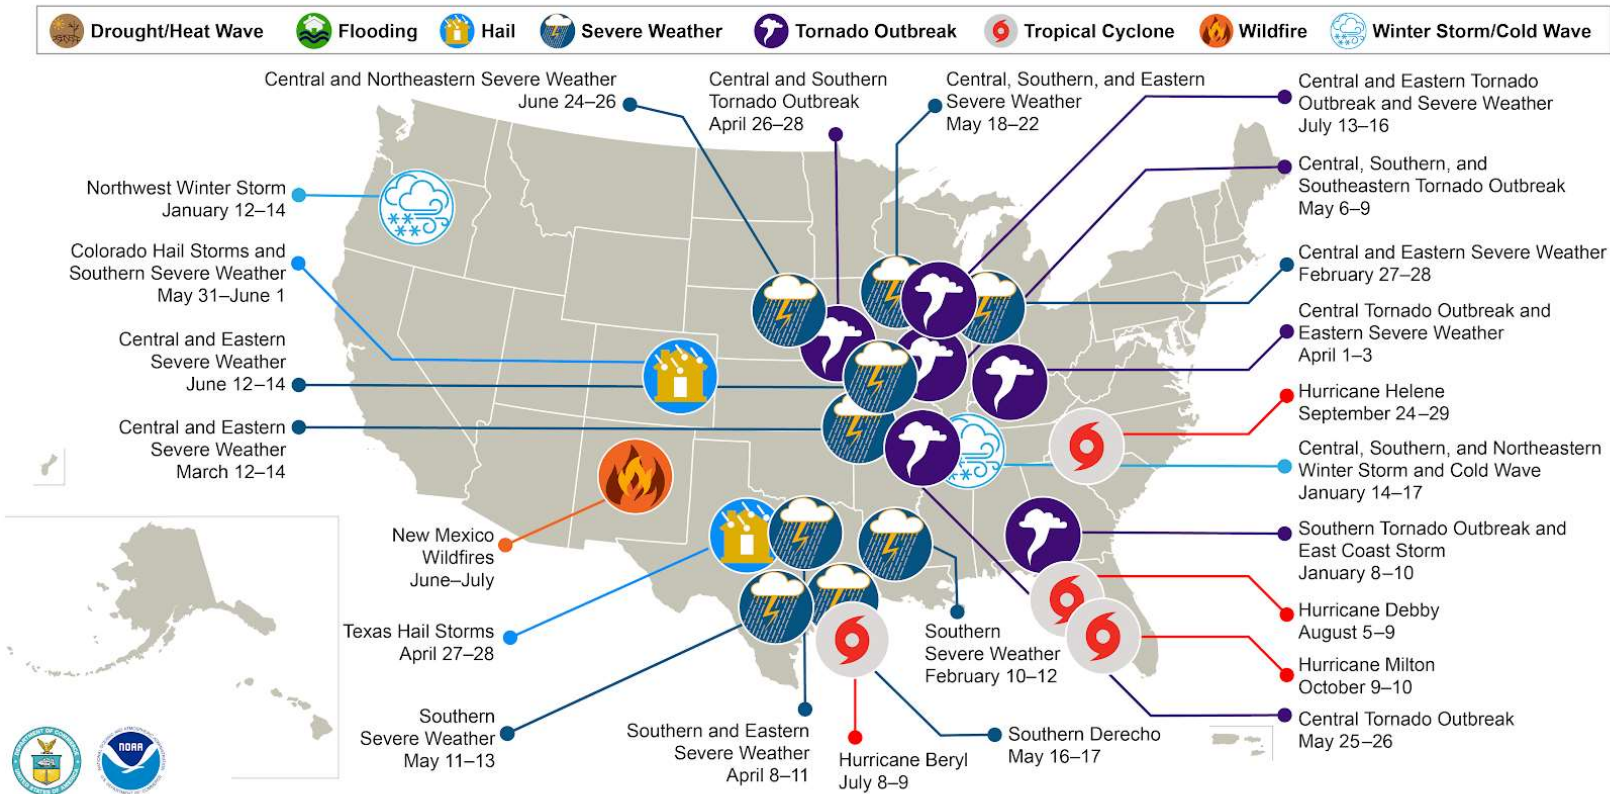 Drought/Heat Wave
Flooding
Hail
Severe Weather
Tornado Outbreak
Tropical Cyclone
Wildfire
Winter Storm/Cold Wave
Central and Northeastern Severe Weather
June 24–26
Central and Southern
Tornado Outbreak
April 26–28
Central, Southern, and Eastern
Severe Weather
May 18–22
Central and Eastern Tornado
Outbreak and Severe Weather
July 13–16
Northwest Winter Storm
January 12–14
Central, Southern, and
Southeastern Tornado Outbreak
May 6–9
Colorado Hail Storms and
Southern Severe Weather
May 31–June 1
Central and Eastern Severe Weather
February 27–28
Central and Eastern
Severe Weather
June 12–14
Central Tornado Outbreak and
Eastern Severe Weather
April 1–3
Hurricane Helene
September 24–29
Central and Eastern
Severe Weather
March 12–14
Central, Southern, and Northeastern
Winter Storm and Cold Wave
January 14–17
New Mexico
Wildfires
June–July
Southern Tornado Outbreak and
East Coast Storm
January 8–10
Hurricane Debby
August 5–9
Texas Hail Storms
April 27–28
Southern
Severe Weather
February 10–12
Hurricane Milton
October 9–10
Southern
Severe Weather
May 11–13
Southern and Eastern
Severe Weather
April 8–11
Hurricane Beryl
July 8–9
Southern Derecho
May 16–17
Central Tornado Outbreak
May 25–26
NOAA